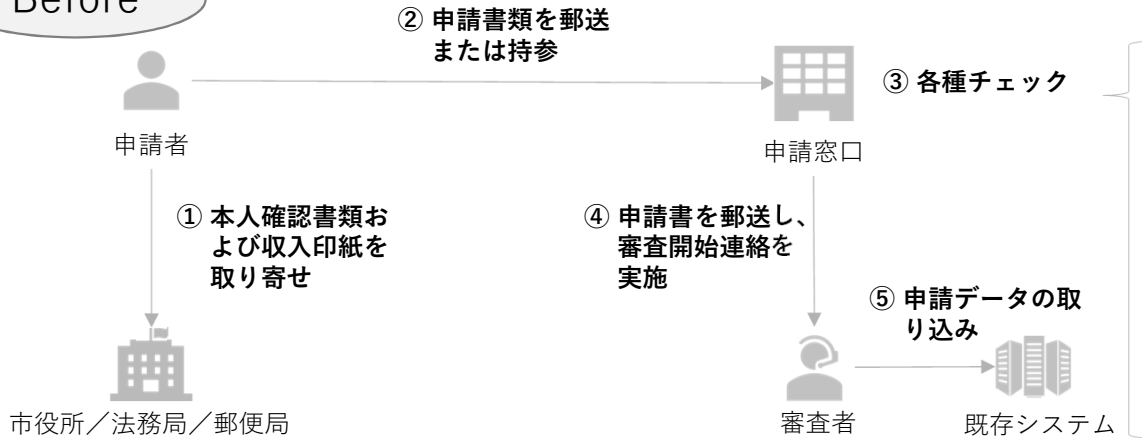 Before
② 申請書類を郵送
または持参
③ 各種チェック
申請者
申請窓口
① 本人確認書類お
よび収入印紙を
取り寄せ
④ 申請書を郵送し、
審査開始連絡を
実施
⑤ 申請データの取
り込み
市役所／法務局／郵便局
審査者
既存システム